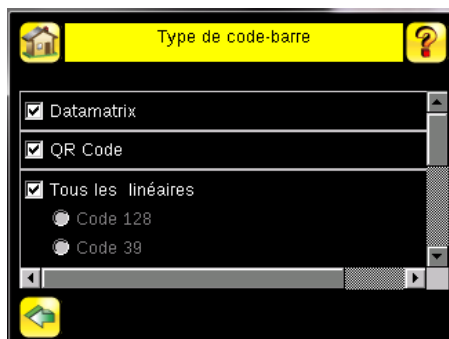 Type de code-barre
Datamatrix
QR Code
Tous les linéaires
Code 128
Code 39